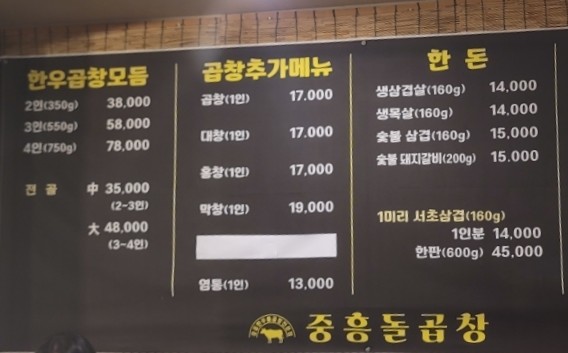 한우곱창모듬
2인(350g) 38,000
3인(550g) 58,000
4인(750g) 78,000
전 골 中 35,000
(2-3인)
大 48,000
(3-4인)
곱창추가메뉴
곱창(1인) 17.000
대창(1인) 17.000
홍창(1인) 17,000
막창(1인) 19,000
염통(1인) 13,000
한 돈
생삼겹살(160g) 14,000
생목살(160g) 14,000
숯불 삼겹(160g) 15,000
숯불 돼지갈비(200g) 15.000
1미리 서초삼겹(160g)
1인분 14,000
한판(600g) 45,000
중흥돌곱창